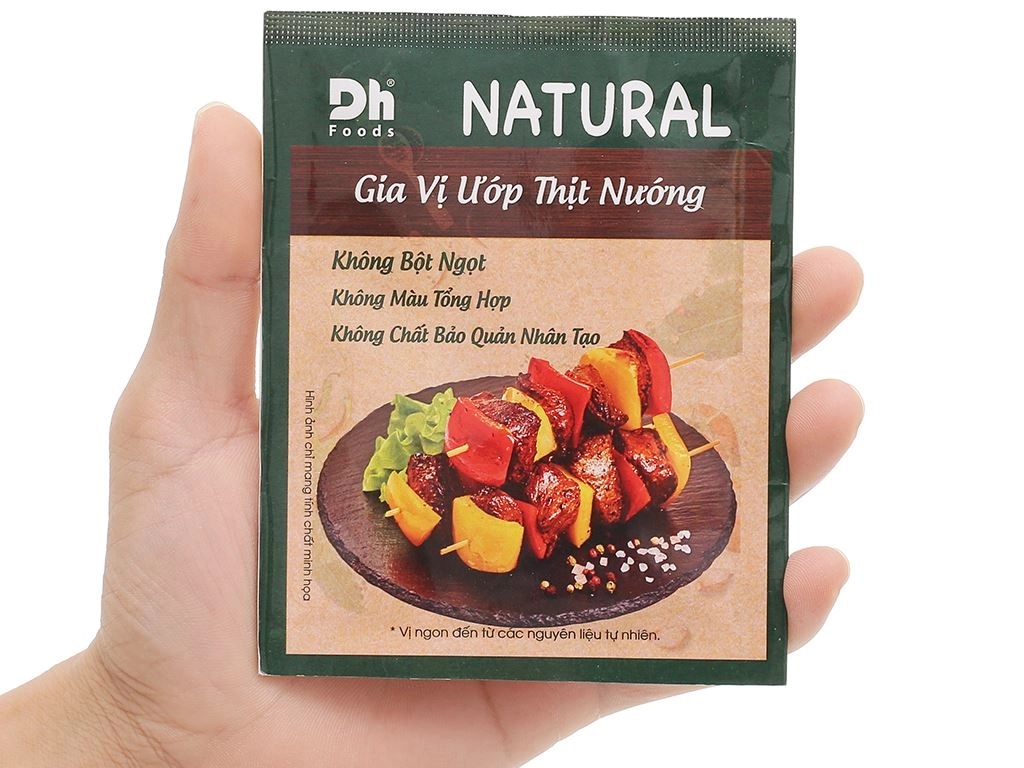 Dh®
Foods
NATURAL
Gia Vị Ướp Thịt Nướng
Không Bột Ngọt
Không Màu Tổng Hợp
Không Chất Bảo Quản Nhân Tạo
Hình ảnh chỉ mang tính chất minh họa
* Vị ngon đến từ các nguyên liệu tự nhiên.